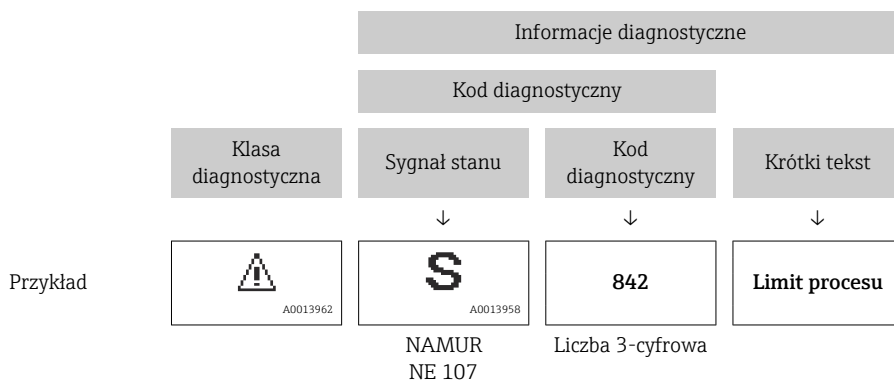 Informacje diagnostyczne
Kod diagnostyczny
Klasa
diagnostyczna
Sygnał stanu
Kod
diagnostyczny
Krótki tekst
↓ ↓ ↓
Przykład
A0013962
S
A0013958
842
Limit procesu
NAMUR
NE 107
Liczba 3-cyfrowa